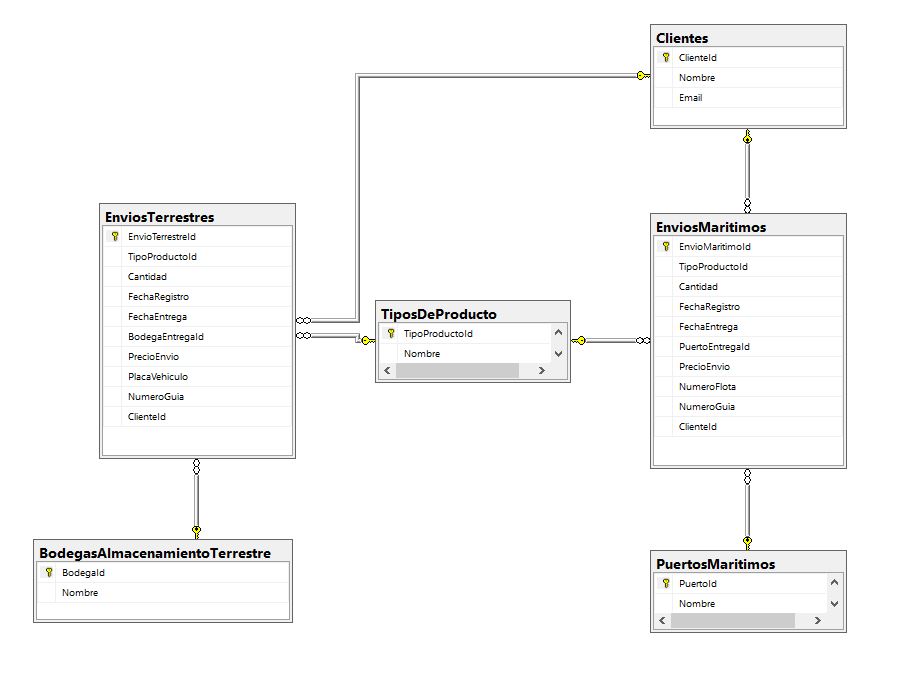 Clientes
ClienteId
Nombre
Email
EnviosTerrestres
EnvioTerrestreId
TipoProductoId
Cantidad
FechaRegistro
FechaEntrega
BodegaEntregaId
PrecioEnvio
PlacaVehiculo
NumeroGuia
ClienteId
TiposDeProducto
TipoProductoId
Nombre
EnviosMaritimos
EnvioMaritimoId
TipoProductoId
Cantidad
FechaRegistro
FechaEntrega
PuertoEntregaId
PrecioEnvio
NumeroFlota
NumeroGuia
ClienteId
BodegasAlmacenamientoTerrestre
BodegaId
Nombre
PuertosMaritimos
PuertoId
Nombre